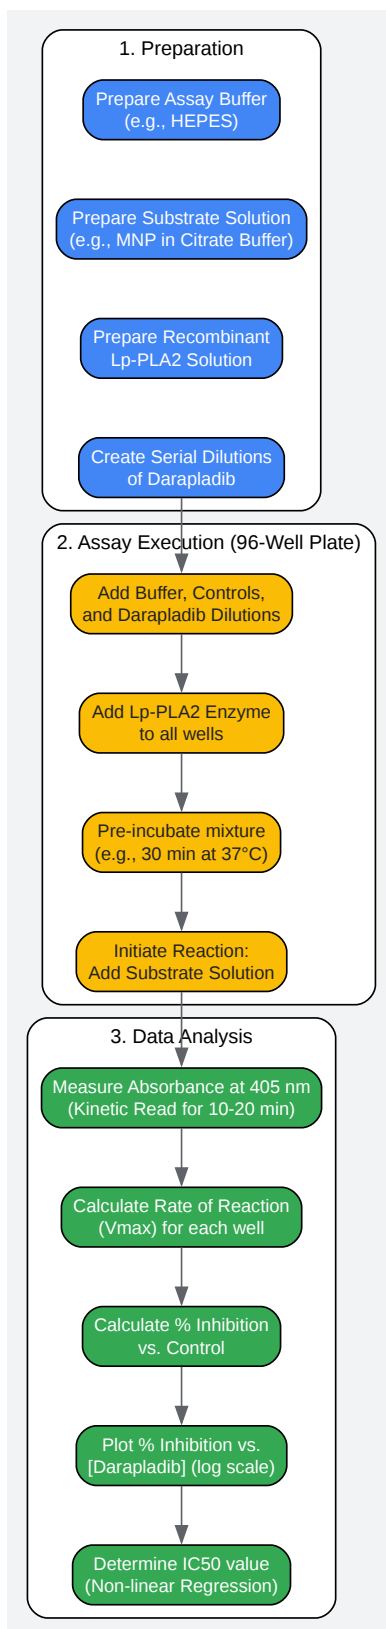 1. Preparation
Prepare Assay Buffer
(e.g., HEPES)
Prepare Substrate Solution
(e.g., MNP in Citrate Buffer)
Prepare Recombinant
Lp-PLA2 Solution
Create Serial Dilutions
of Darapladib
2. Assay Execution (96-Well Plate)
Add Buffer, Controls,
and Darapladib Dilutions
Add Lp-PLA2 Enzyme
to all wells
Pre-incubate mixture
(e.g., 30 min at 37°C)
Initiate Reaction:
Add Substrate Solution
3. Data Analysis
Measure Absorbance at 405 nm
(Kinetic Read for 10-20 min)
Calculate Rate of Reaction
(Vmax) for each well
Calculate % Inhibition
vs. Control
Plot % Inhibition vs.
[Darapladib] (log scale)
Determine IC50 value
(Non-linear Regression)